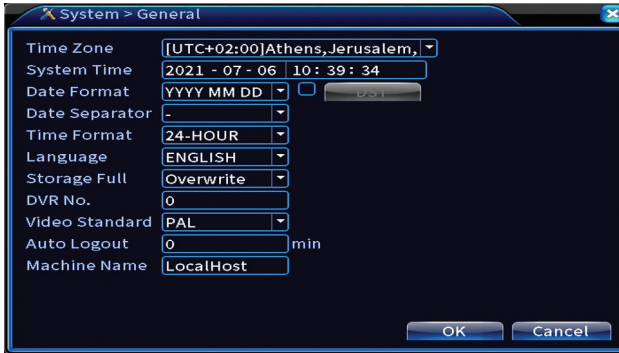 System > General
Time Zone [UTC+02:00]Athens,Jerusalem,
System Time 2021 - 07 - 06 10 : 39 : 34
Date Format YYYY MM DD DST
Date Separator -
Time Format 24-HOUR
Language ENGLISH
Storage Full Overwrite
DVR No. 0
Video Standard PAL
Auto Logout 0 min
Machine Name LocalHost
OK Cancel